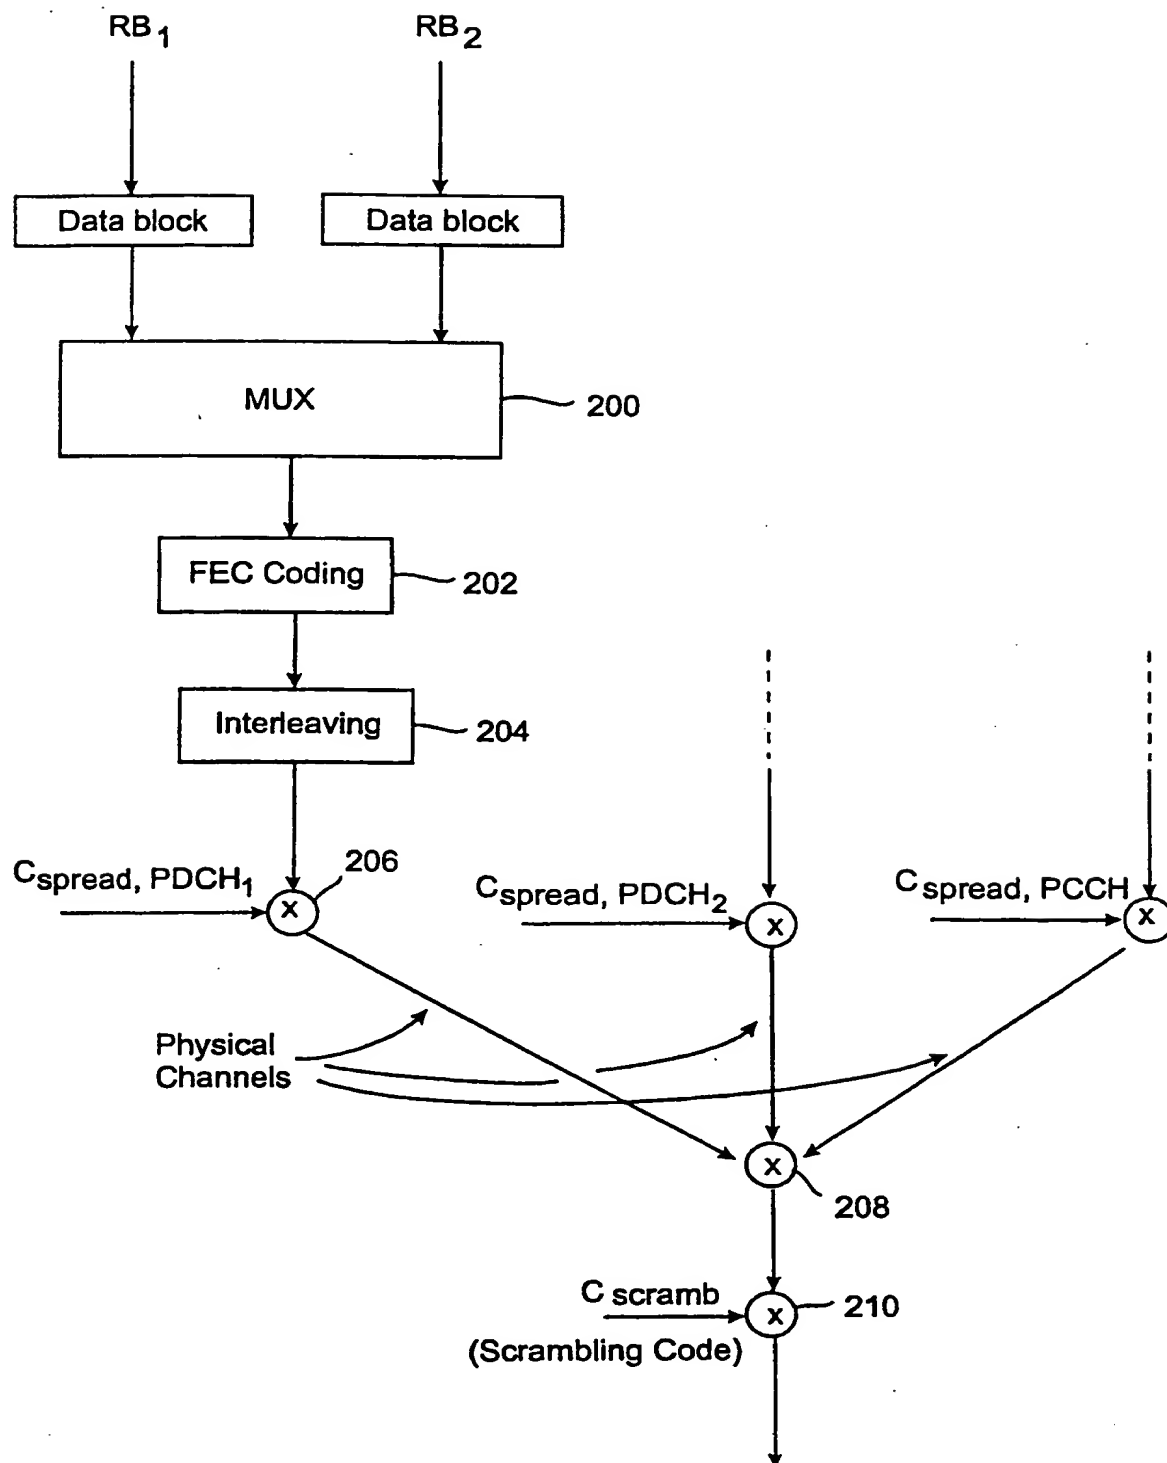 RB1 RB2
Data block Data block
MUX
200
FEC Coding
202
Interleaving
204
Cspread, PDCH1
x
206
Cspread, PDCH2
x
Cspread, PCCH
x
Physical
Channels
x
208
C scramb
x
210
(Scrambling Code)